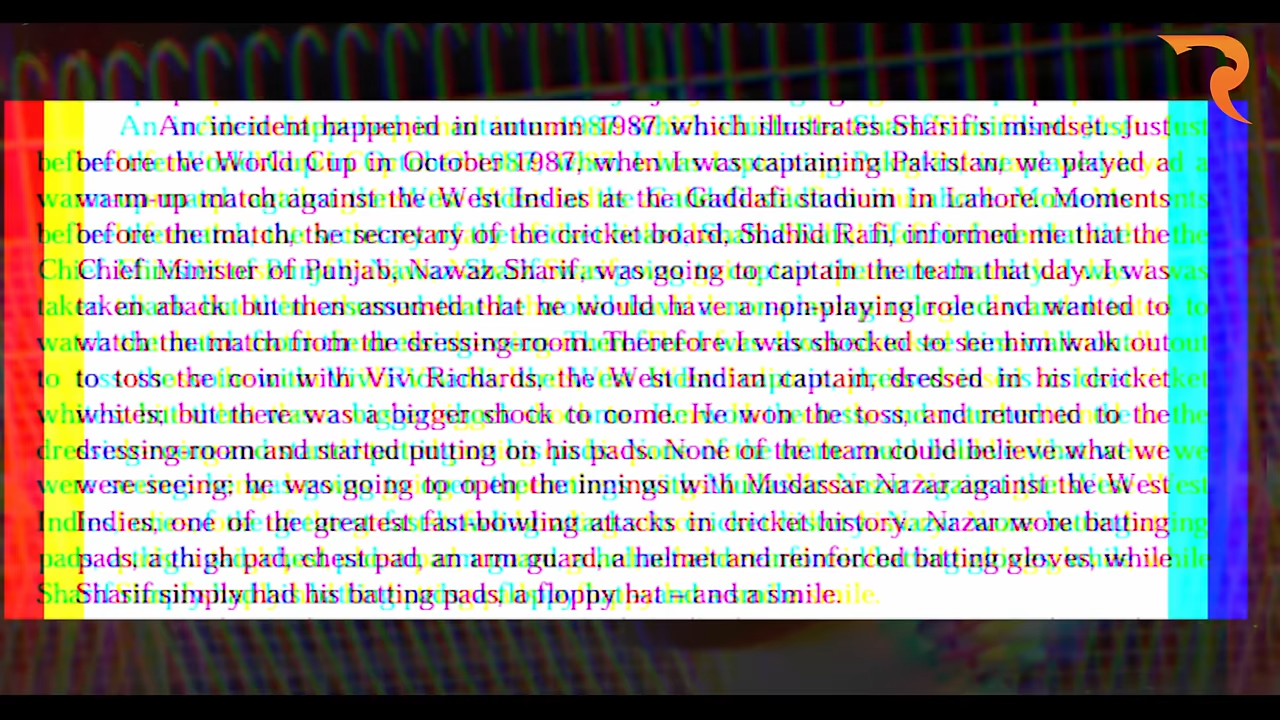 An incident happened in autumn 1987 which illustrates Sharif's mindset. Just
before the World Cup in October 1987, when I was captaining Pakistan, we played a
warm-up match against the West Indies at the Gaddafi stadium in Lahore. Moments
before the match, the secretary of the cricket board, Shahid Rafi, informed me that the
Chief Minister of Punjab, Nawaz Sharif, was going to captain the team that day. I was
taken aback but then assumed that he would have a non-playing role and wanted to
watch the match from the dressing-room. Therefore I was shocked to see him walk out
to toss the coin with Viv Richards, the West Indian captain, dressed in his cricket
whites; but there was a bigger shock to come. He won the toss, and returned to the
dressing-room and started putting on his pads. None of the team could believe what we
were seeing; he was going to open the innings with Mudassar Nazar against the West
Indies, one of the greatest fast-bowling attacks in cricket history. Nazar wore batting
pads, a thigh pad, chest pad, an arm guard, a helmet and reinforced batting gloves, while
Sharif simply had his batting pads, a floppy hat – and a smile.